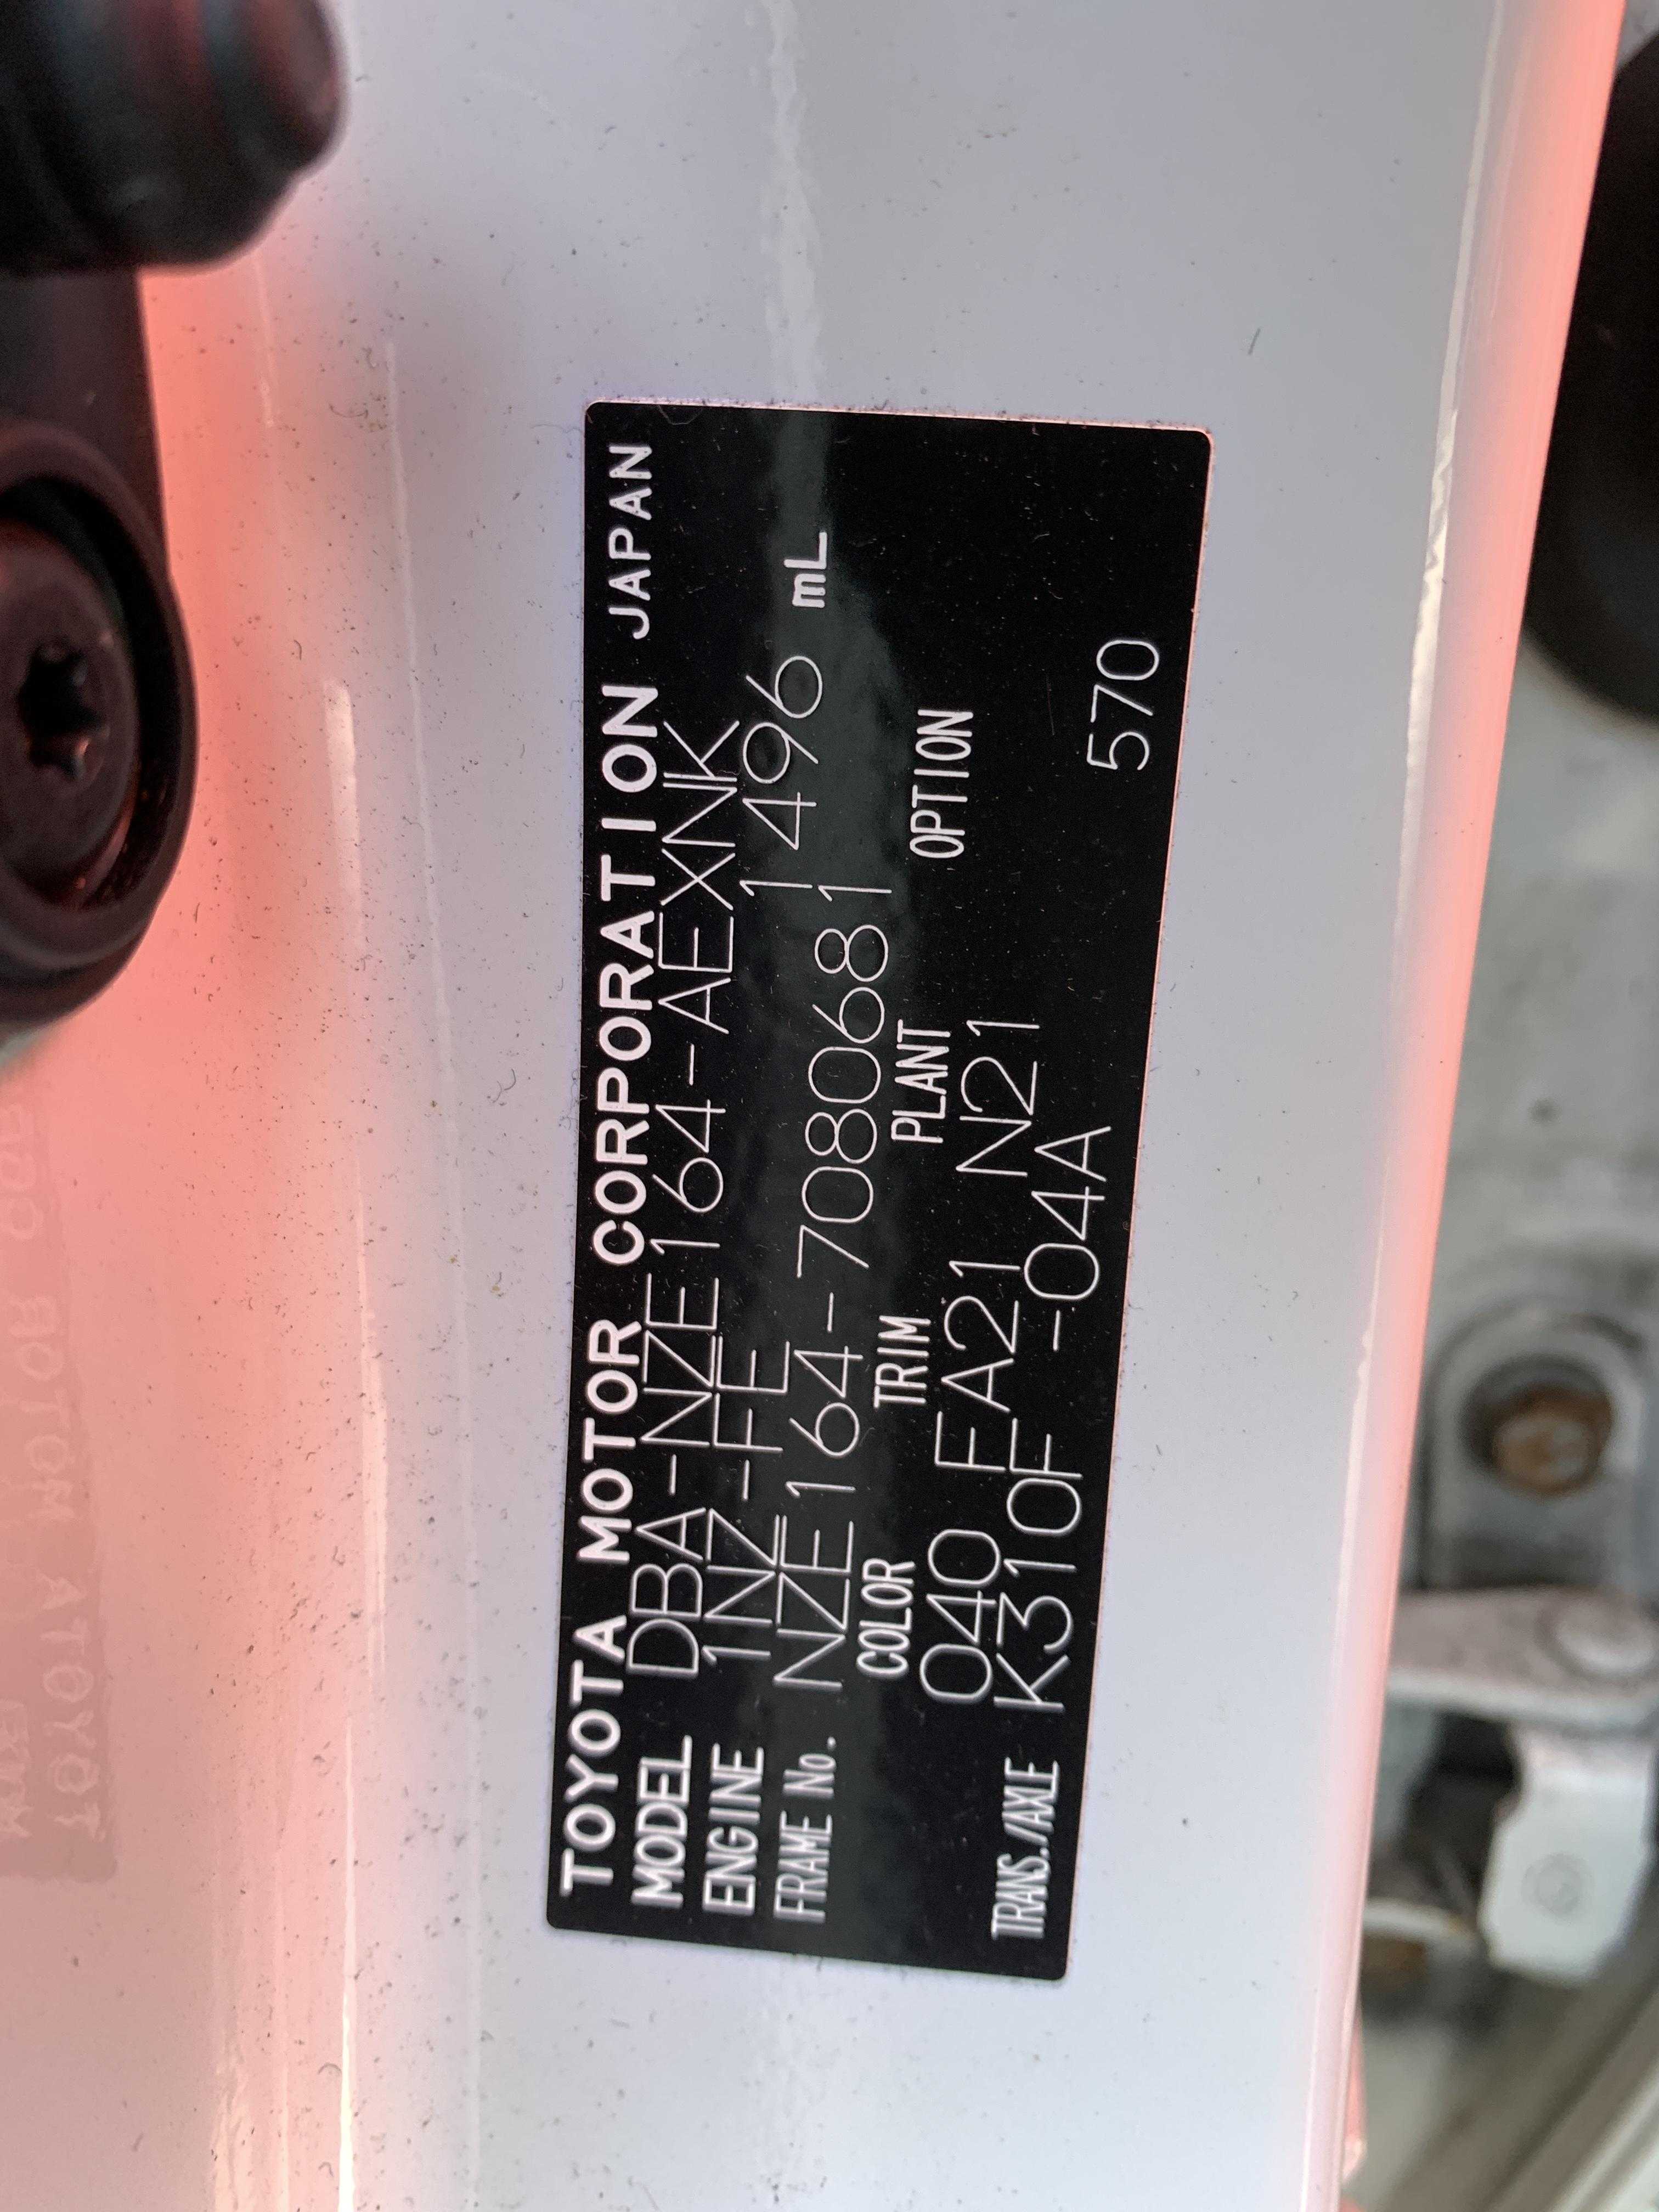 TOYOTA MOTOR CORPORATION JAPAN
MODEL DBA-NZE164-AEXNK
ENGINE 1NZ-FE 1496 mL
FRAME No. NZE164-7080681
COLOR TRIM PLANT OPTION
040 FA21 N21
TRANS./AXLE K310F -04A 570